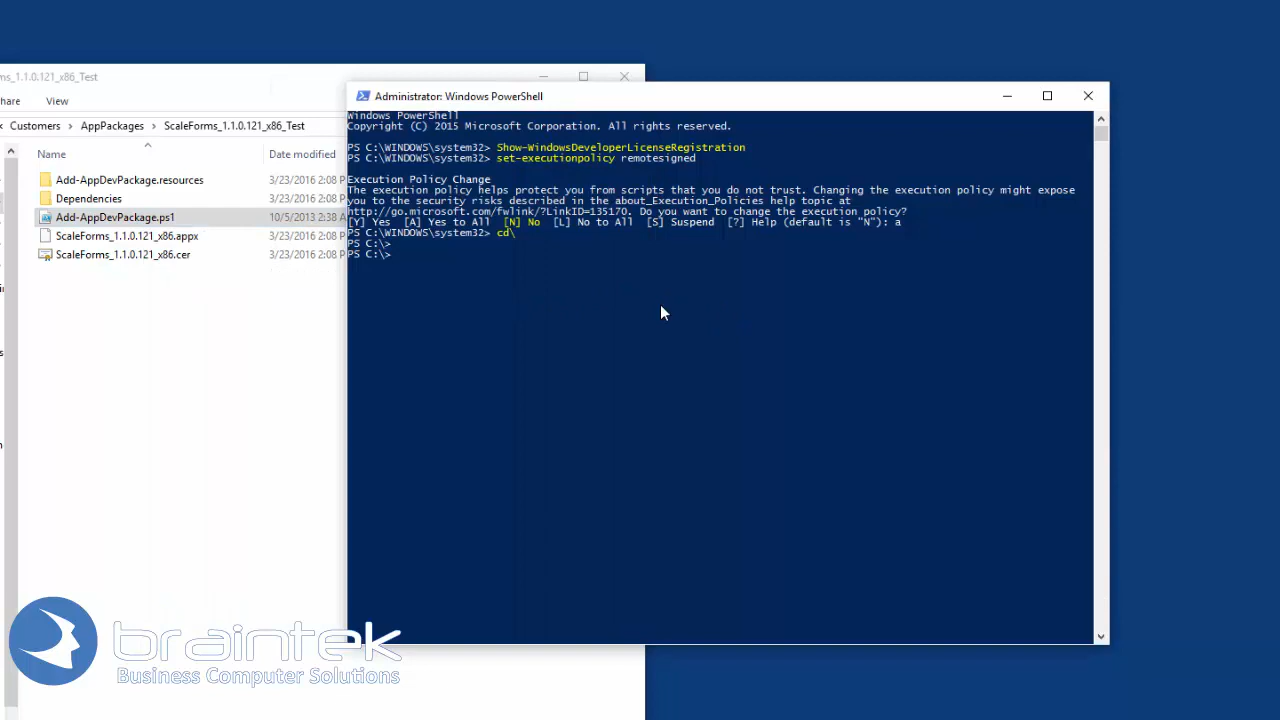 ms_1.1.0.121_x86_Test
hare View
Customers > AppPackages > ScaleForms_1.1.0.121_x86_Test
Name Date modified
Add-AppDevPackage.resources 3/23/2016 2:08 P
Dependencies 3/23/2016 2:08 P
Add-AppDevPackage.ps1 10/5/2013 2:38 A
ScaleForms_1.1.0.121_x86.appx 3/23/2016 2:08 P
ScaleForms_1.1.0.121_x86.cer 3/23/2016 2:08 P
Administrator: Windows PowerShell
Windows PowerShell
Copyright (C) 2015 Microsoft Corporation. All rights reserved.
PS C:\WINDOWS\system32> Show-WindowsDeveloperLicenseRegistration
PS C:\WINDOWS\system32> set-executionpolicy remotesigned
Execution Policy Change
The execution policy helps protect you from scripts that you do not trust. Changing the execution policy might expose
you to the security risks described in the about_Execution_Policies help topic at
http://go.microsoft.com/fwlink/?LinkID=135170. Do you want to change the execution policy?
[Y] Yes [A] Yes to All [N] No [L] No to All [S] Suspend [?] Help (default is "N"): a
PS C:\WINDOWS\system32> cd\
PS C:\>
PS C:\>
braintek
Business Computer Solutions